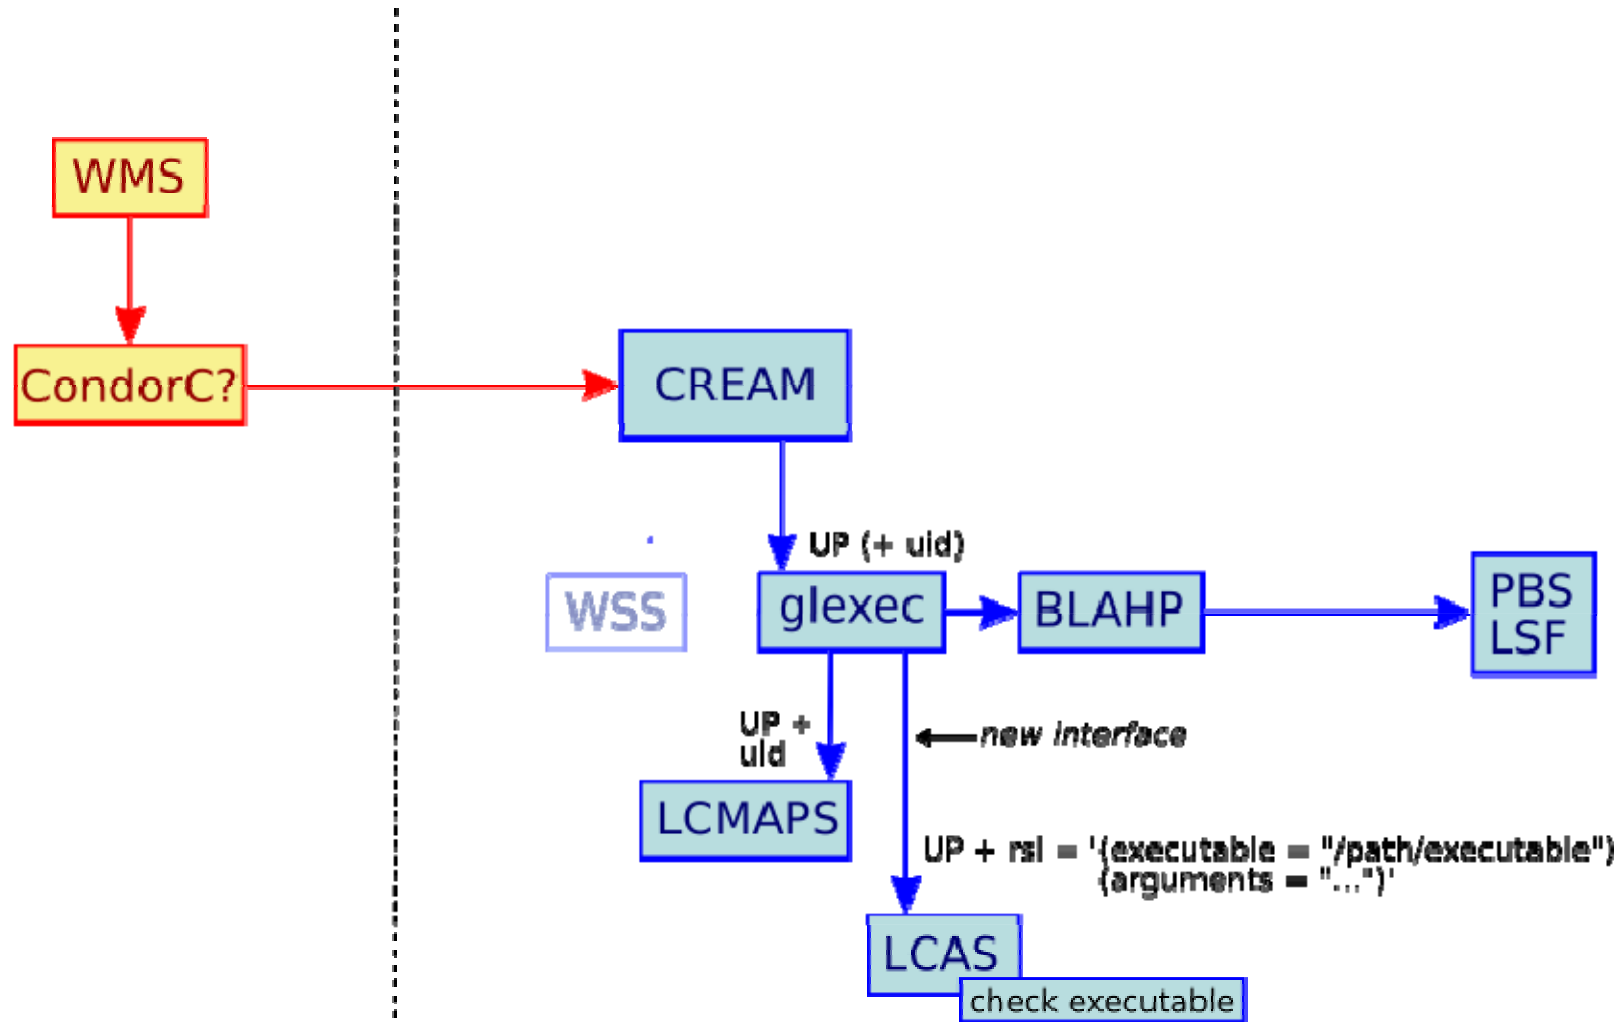 WMS
CondorC?
CREAM
UP (+ uid)
WSS
glexec
BLAHP
PBS
LSF
UP +
uid
new interface
LCMAPS
UP + rsl = '(executable = "/path/executable")
(arguments = "...")'
LCAS
check executable